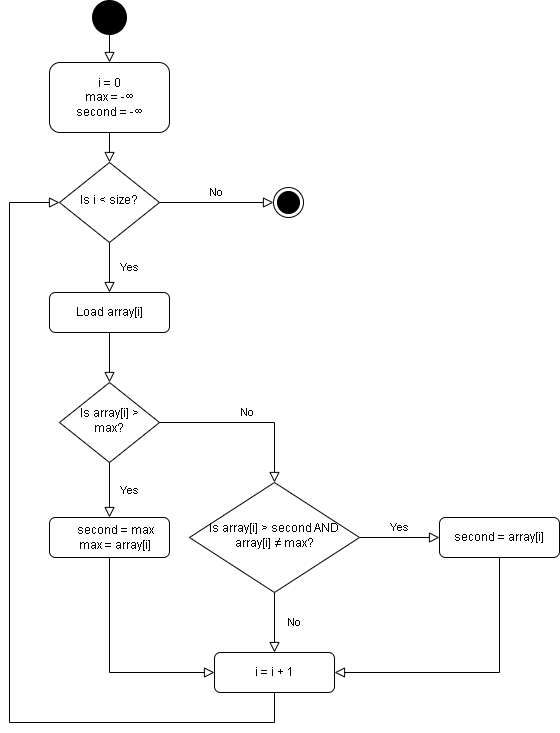 i = 0
max = -∞
second = -∞
Is i < size?
No
Yes
Load array[i]
Is array[i] >
max?
No
Yes
second = max
max = array[i]
Is array[i] > second AND
array[i] ≠ max?
Yes
second = array[i]
No
i = i + 1